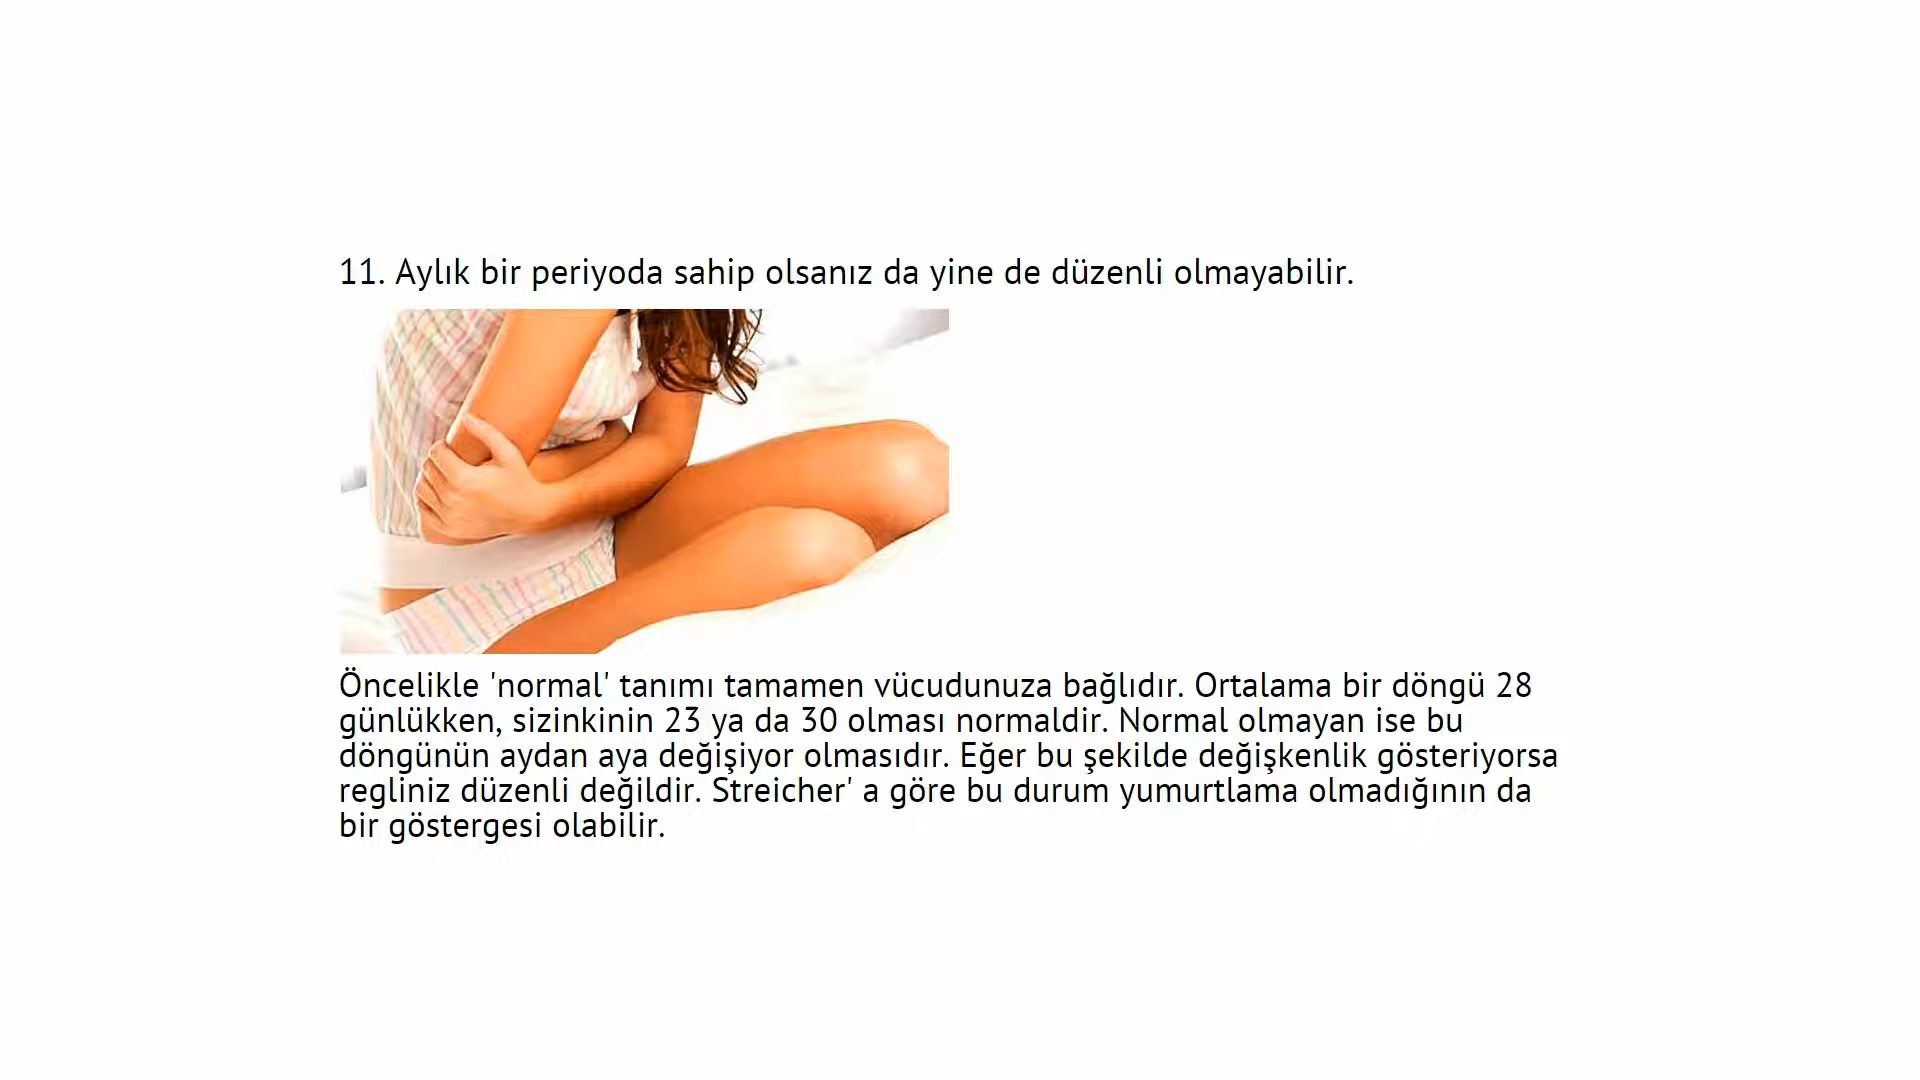 11. Aylık bir periyoda sahip olsanız da yine de düzenli olmayabilir.
Öncelikle 'normal' tanımı tamamen vücudunuza bağlıdır. Ortalama bir döngü 28
günlükken, sizinkinin 23 ya da 30 olması normaldir. Normal olmayan ise bu
döngünün aydan aya değişiyor olmasıdır. Eğer bu şekilde değişkenlik gösteriyorsa
regliniz düzenli değildir. Streicher' a göre bu durum yumurtlama olmadığının da
bir göstergesi olabilir.